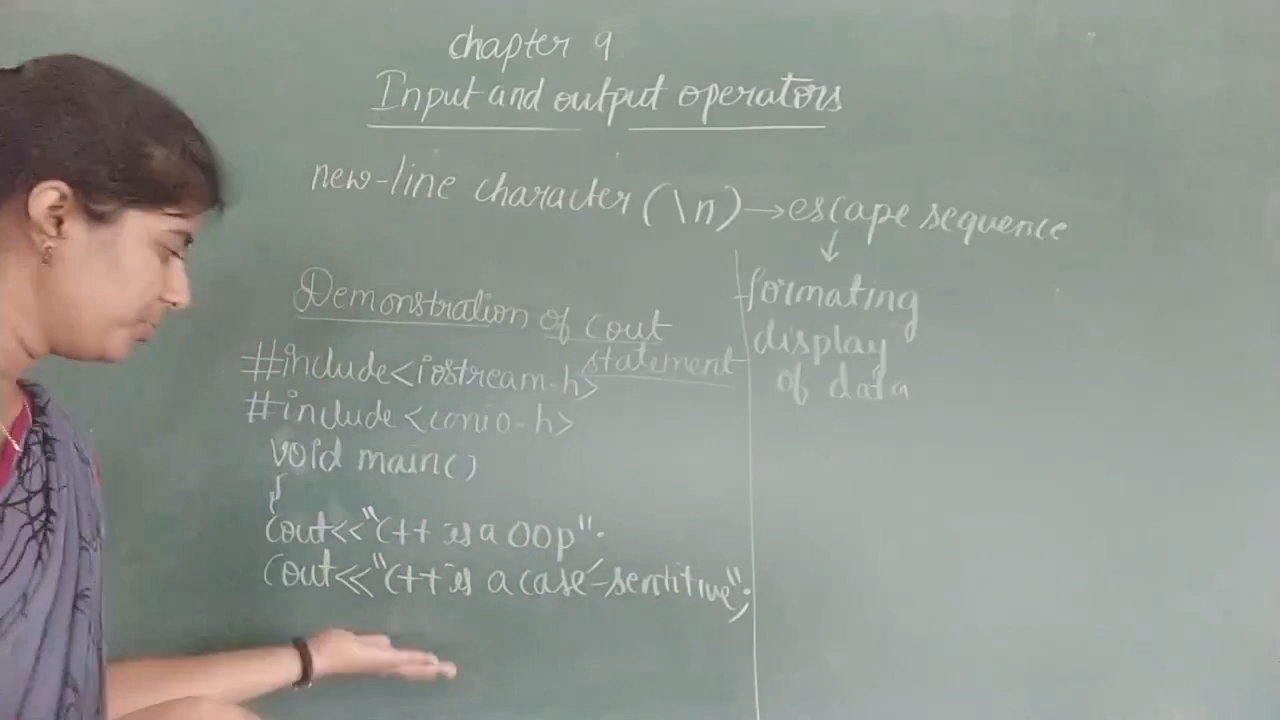 chapter 9
Input and output operators
new-line character (\n) → escape sequence
↓
formating
display
of data
Demonstration of cout
statement
#include<iostream.h>
#include<conio.h>
void main()
{
cout<<"C++ is a OOP";
cout<<"C++ is a case-sentitive";